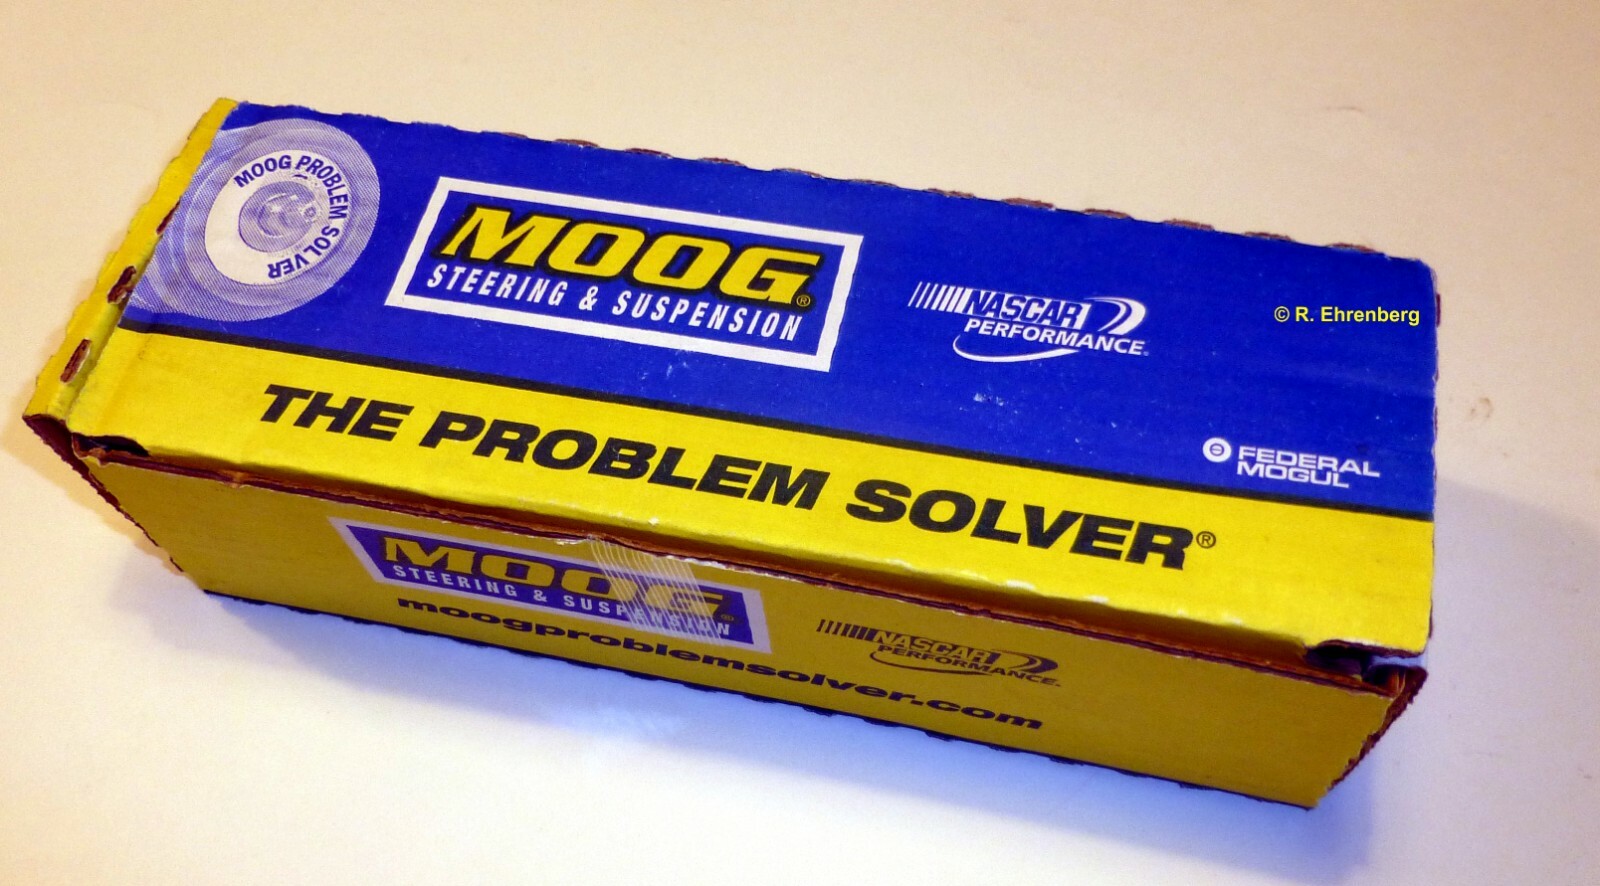 MOOG PROBLEM SOLVER
MOOG®
STEERING & SUSPENSION
NASCAR
PERFORMANCE
© R. Ehrenberg
FEDERAL
MOGUL
THE PROBLEM SOLVER®
MOOG®
STEERING & SUSPENSION
moogproblemsolver.com
NASCAR
PERFORMANCE